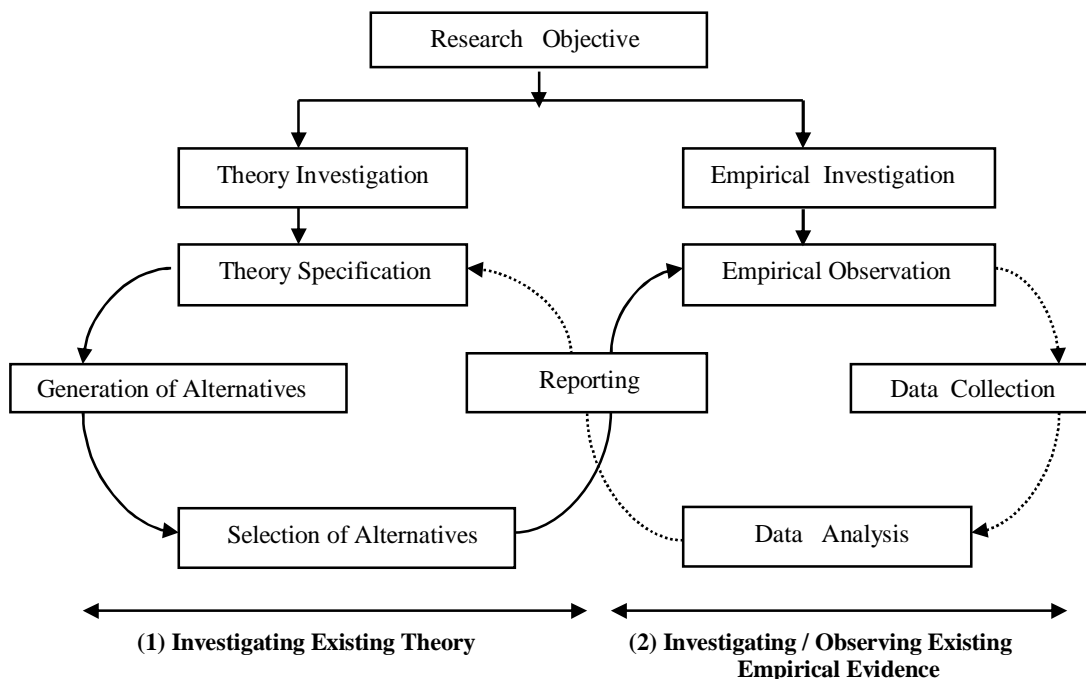 Research Objective
Theory Investigation
Empirical Investigation
Theory Specification
Empirical Observation
Generation of Alternatives
Reporting
Data Collection
Selection of Alternatives
Data Analysis
(1) Investigating Existing Theory
(2) Investigating / Observing Existing
Empirical Evidence